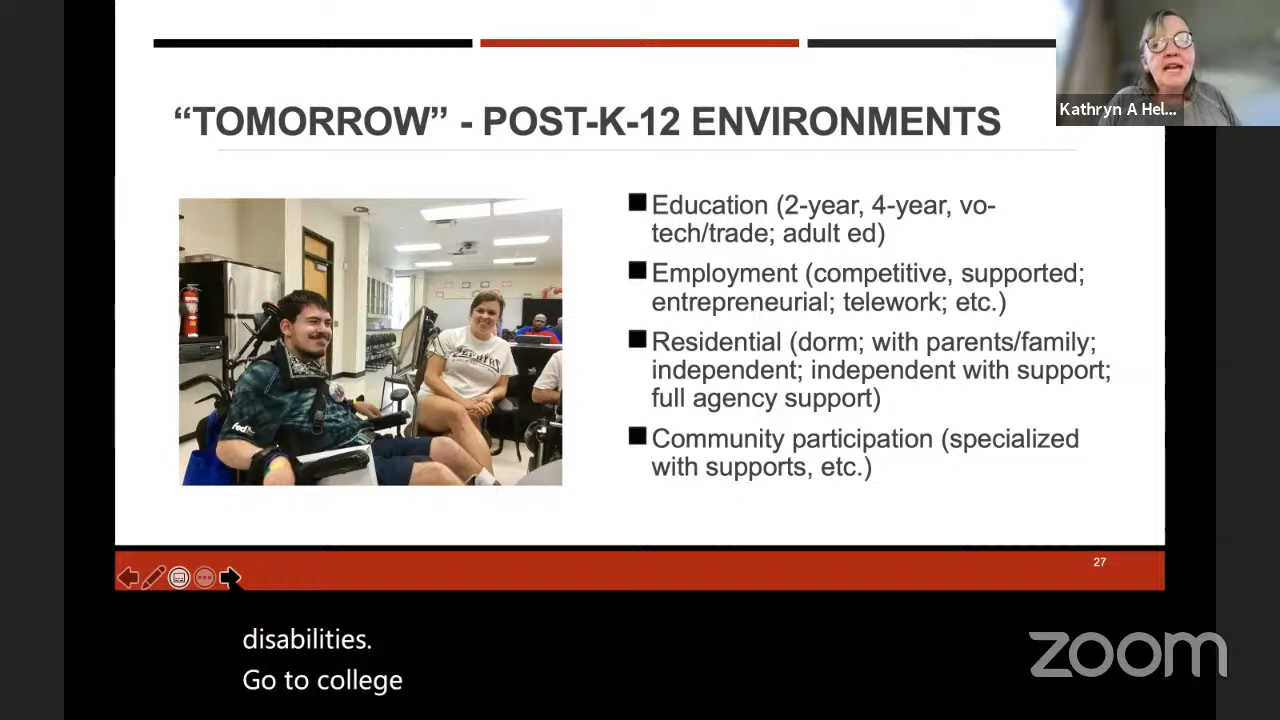 “TOMORROW” - POST-K-12 ENVIRONMENTS
Kathryn A Hel...
Education (2-year, 4-year, vo-
tech/trade; adult ed)
Employment (competitive, supported;
entrepreneurial; telework; etc.)
Residential (dorm; with parents/family;
independent; independent with support;
full agency support)
Community participation (specialized
with supports, etc.)
ZEPHYR
fed
27
disabilities.
Go to college
zoom